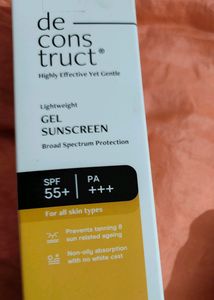 de
cons
truct®
Highly Effective Yet Gentle
Lightweight
GEL
SUNSCREEN
Broad Spectrum Protection
SPF
55+
PA
+++
For all skin types
Prevents tanning &
sun related ageing
Non-oily absorption
with no white cast